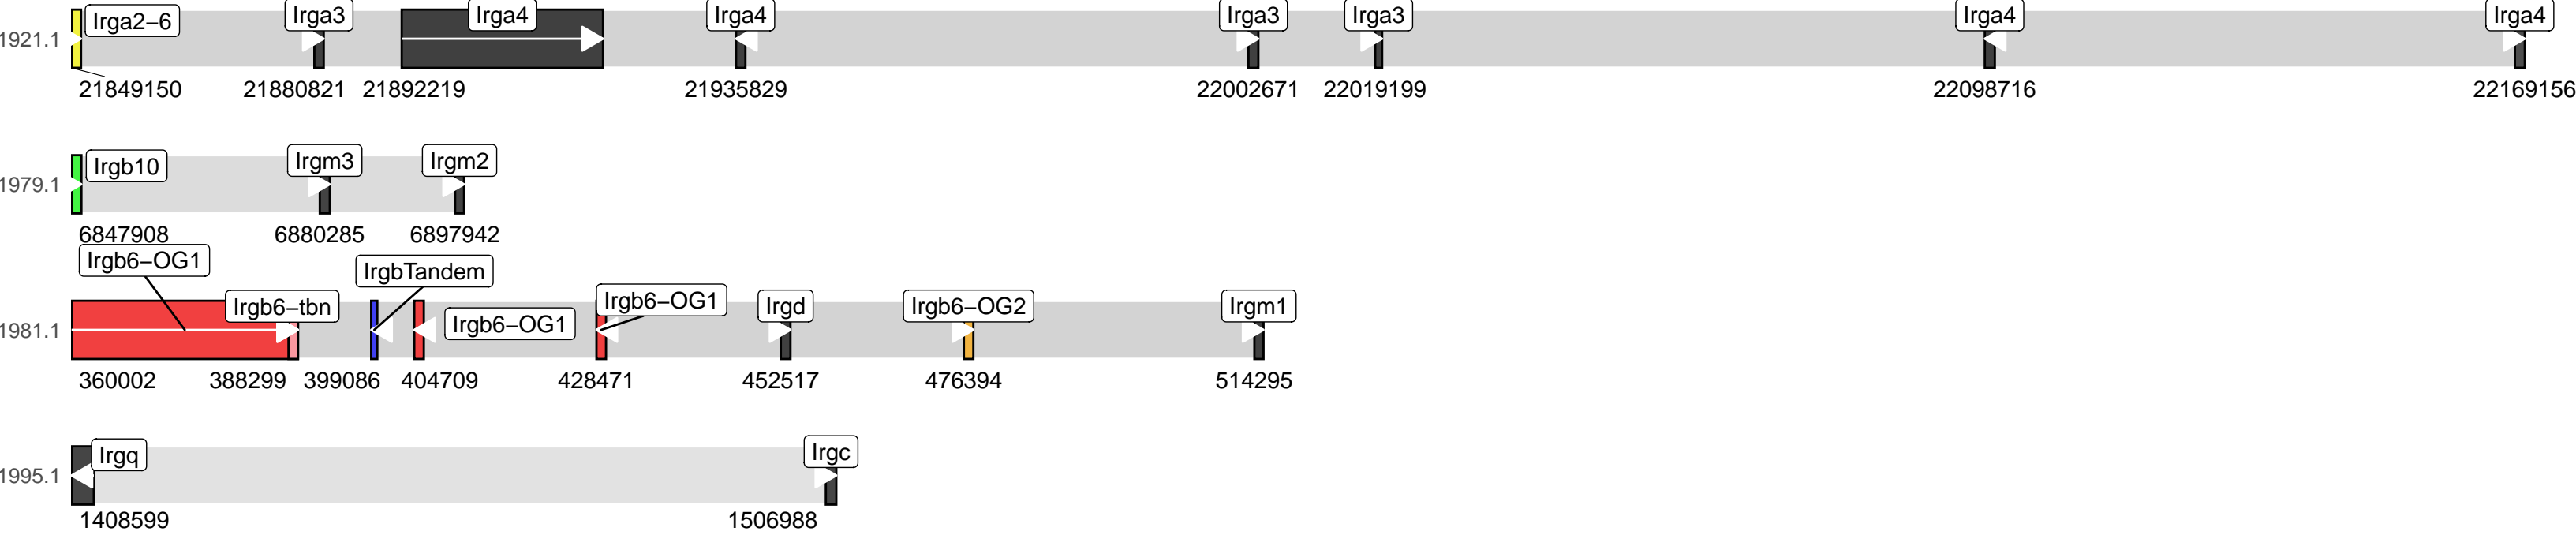 Irga2−6 Irga3 Irga4 Irga4 Irga3 Irga3 Irga4 Irga4
1921.1
21849150 21880821 21892219 21935829 22002671 22019199 22098716 22169156
Irgb10 Irgm3 Irgm2
1979.1
6847908 6880285 6897942
Irgb6−OG1 IrgbTandem
Irgb6−tbn Irgb6−OG1 Irgb6−OG1 Irgd Irgb6−OG2 Irgm1
1981.1
360002 388299 399086 404709 428471 452517 476394 514295
Irgq Irgc
1995.1
1408599 1506988